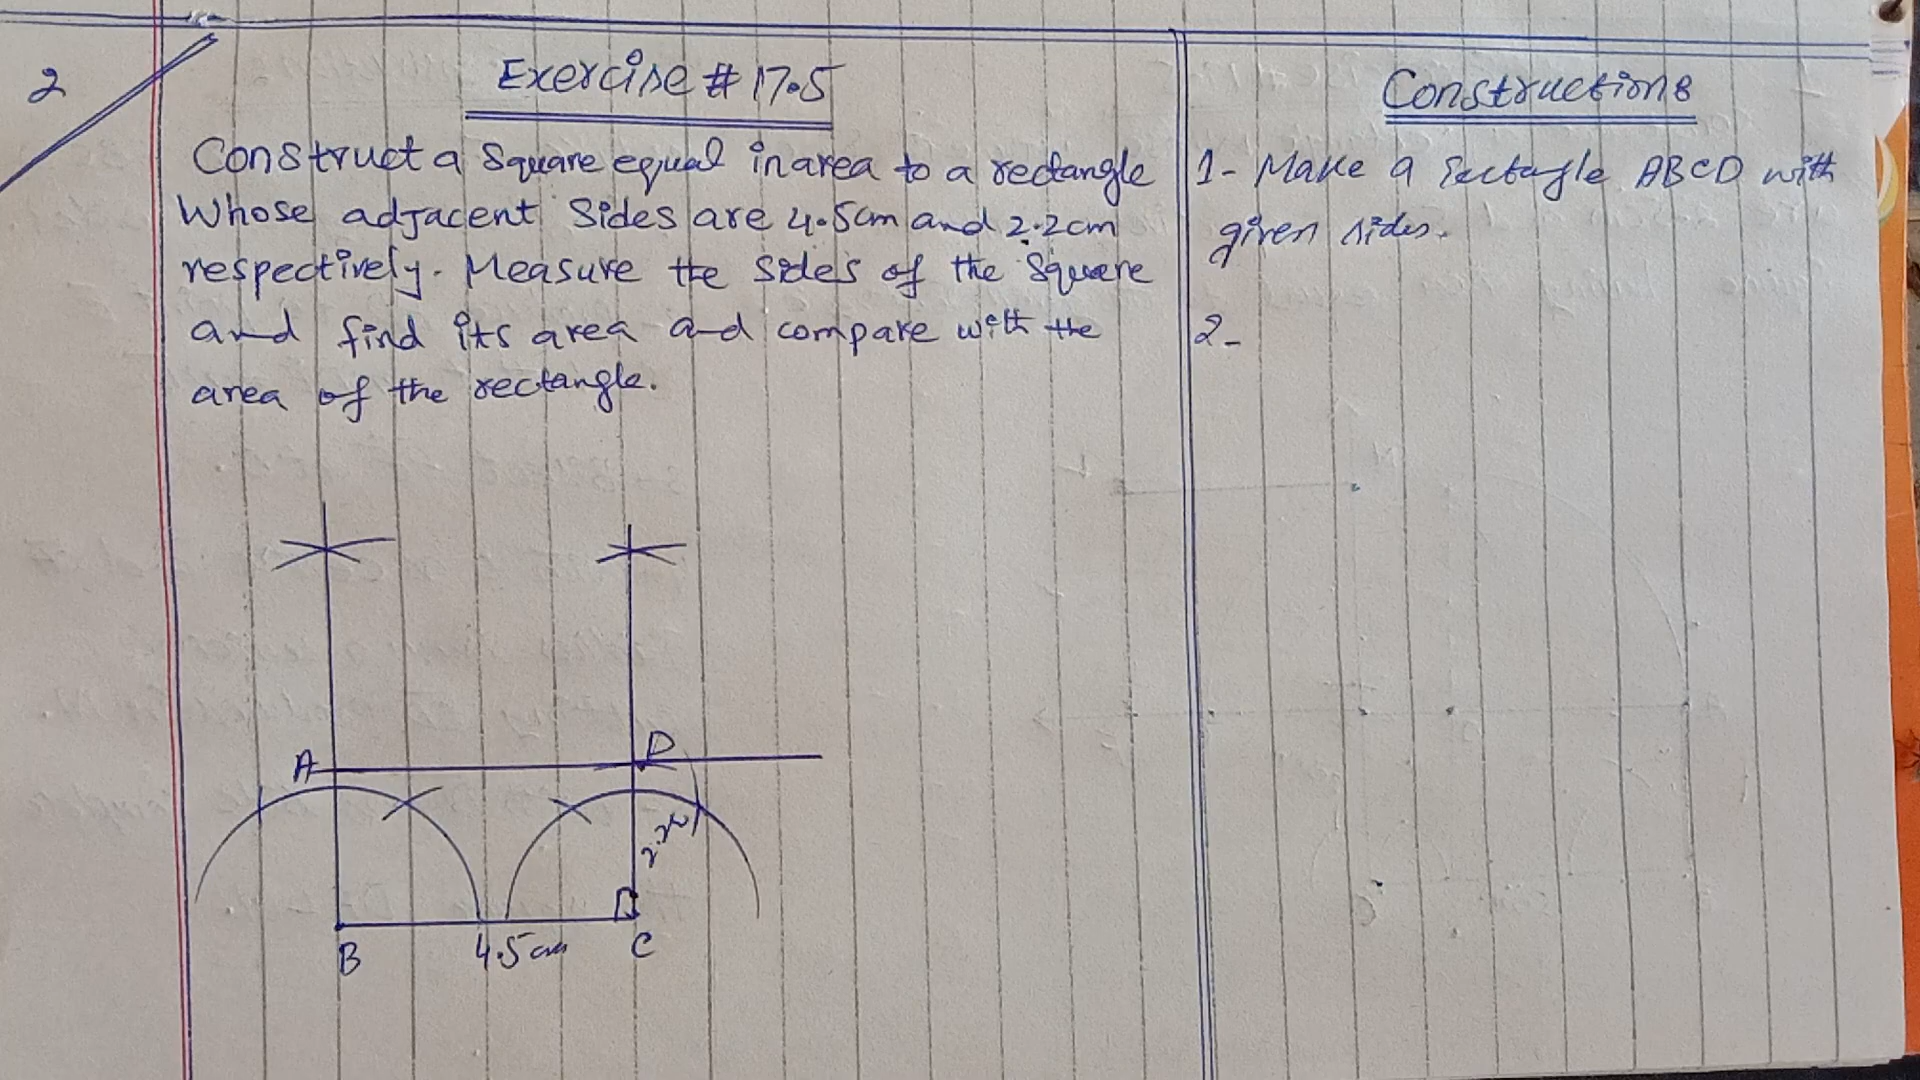 2
Exercise # 17.5
Construct a Square equal in area to a rectangle
Whose adjacent Sides are 4.5cm and 2.2cm
respectively. Measure the Sides of the Square
and find its area and compare with the
area of the rectangle.
Constructions
1- Make a rectangle ABCD with
given sides.
2-
A
D
B
4.5cm
C